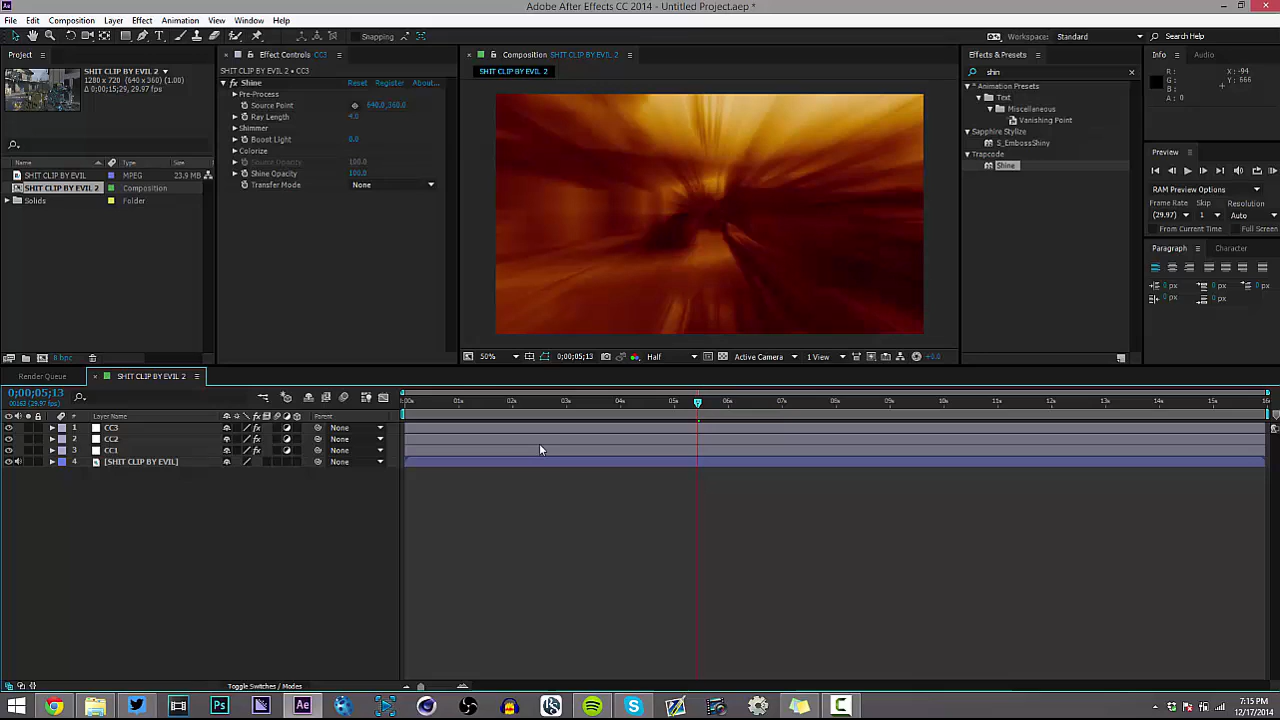 Adobe After Effects CC 2014 - Untitled Project.aep *
File Edit Composition Layer Effect Animation View Window Help
Snapping
Workspace: Standard
Search Help
Project
SHIT CLIP BY EVIL 2
1280 x 720 (640 x 360) (1.00)
Δ 0;00;15;29, 29.97 fps
Name Type Size
SHIT CLIP BY EVIL MPEG 23.9 MB
SHIT CLIP BY EVIL 2 Composition
Solids Folder
8 bpc
Effect Controls CC3
SHIT CLIP BY EVIL 2 • CC3
fx Shine Reset Register About...
Pre-Process
Source Point 640.0,360.0
Ray Length 4.0
Shimmer
Boost Light 0.0
Colorize
Source Opacity 100.0
Shine Opacity 100.0
Transfer Mode None
Composition SHIT CLIP BY EVIL 2
SHIT CLIP BY EVIL 2
50% 0;00;05;13 Half Active Camera 1 View +0.0
Effects & Presets
shin
* Animation Presets
Text
Miscellaneous
Vanishing Point
Sapphire Stylize
S_EmbossShiny
Trapcode
Shine
Info Audio
R:
G:
B:
A: 0
X: -94
Y: 666
Preview
RAM Preview Options
Frame Rate Skip Resolution
(29.97) 1 Auto
From Current Time Full Screen
Paragraph Character
0 px 0 px 0 px
0 px 0 px
Render Queue SHIT CLIP BY EVIL 2
0;00;05;13
00163 (29.97 fps)
# Layer Name Parent
1 CC3 None
2 CC2 None
3 CC1 None
4 [SHIT CLIP BY EVIL] None
:00s 01s 02s 03s 04s 05s 06s 07s 08s 09s 10s 11s 12s 13s 14s 15s 16s
Toggle Switches / Modes
7:15 PM
12/17/2014